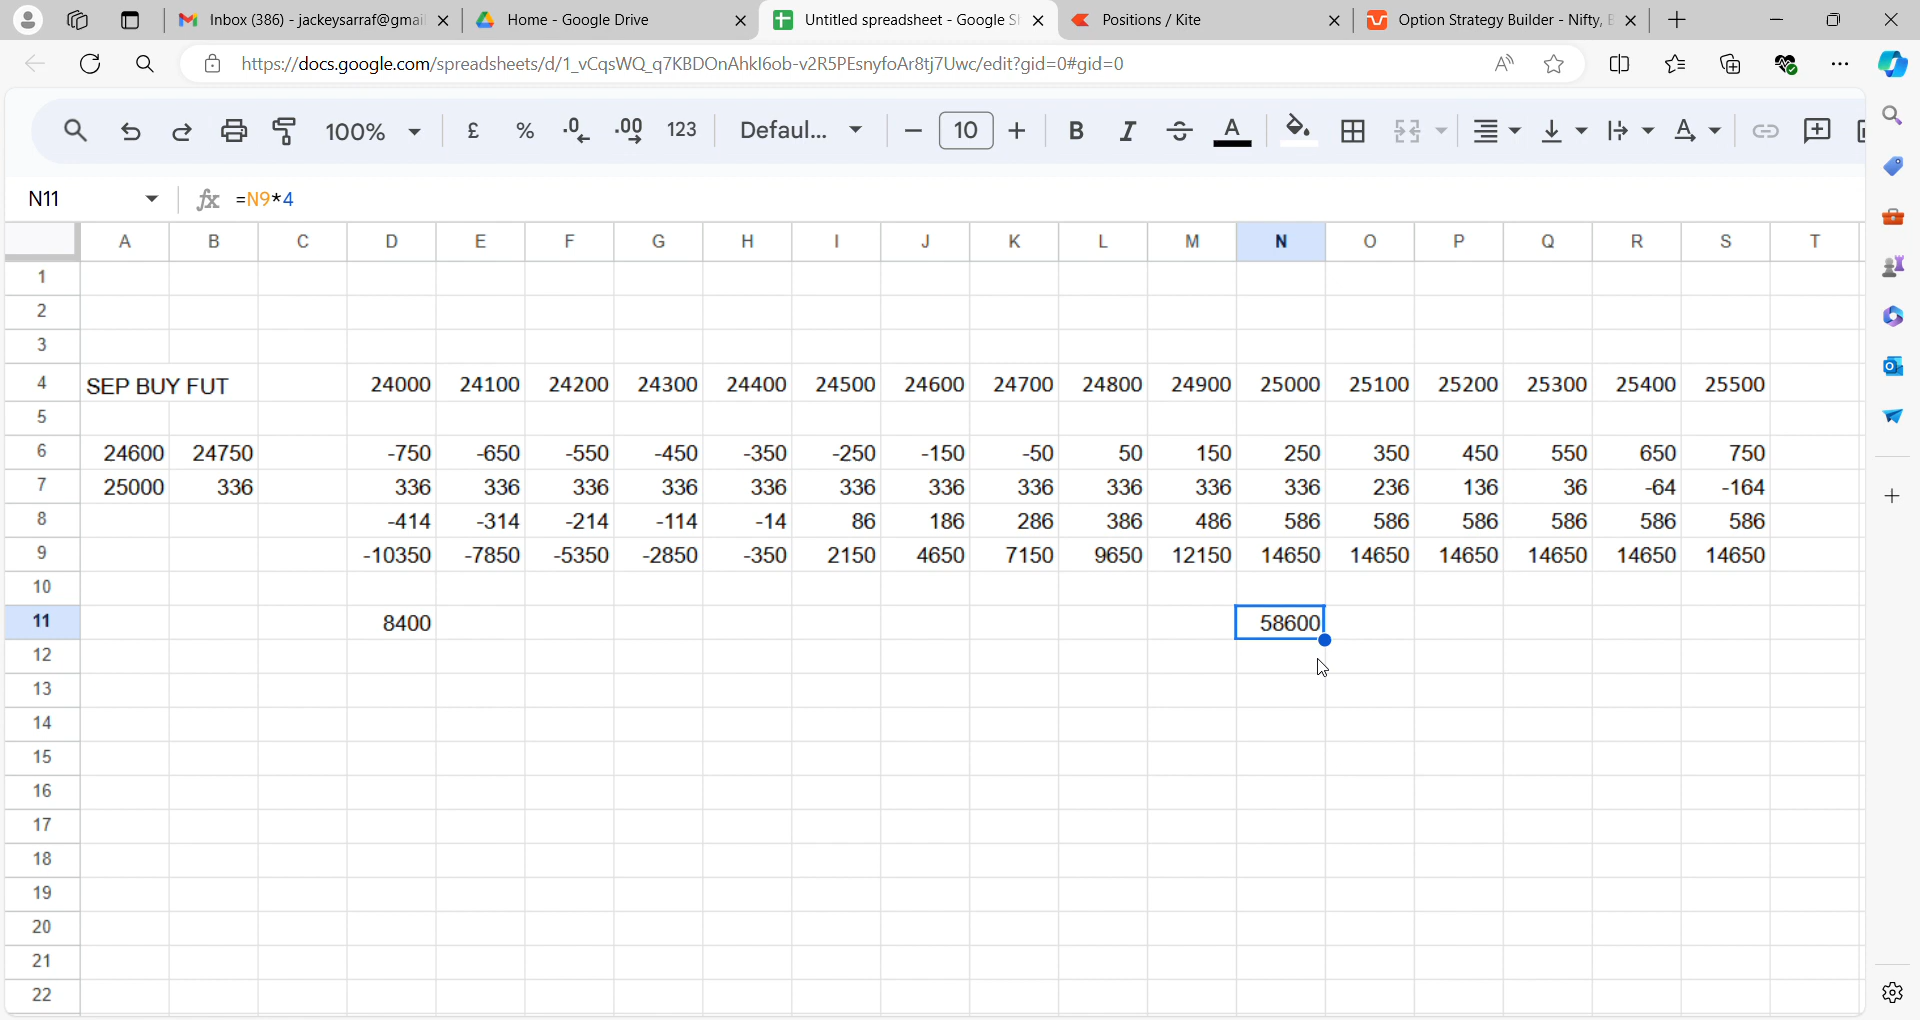 Inbox (386) - jackeysarraf@gmai
Home - Google Drive
Untitled spreadsheet - Google S
Positions / Kite
Option Strategy Builder - Nifty, B
https://docs.google.com/spreadsheets/d/1_vCqsWQ_q7KBDOnAhkI6ob-v2R5PEsnyfoAr8tj7Uwc/edit?gid=0#gid=0
100% £ % .0 .00 123 Defaul... 10 B I A
N11 fx =N9*4
A B C D E F G H I J K L M N O P Q R S T
1
2
3
4 SEP BUY FUT 24000 24100 24200 24300 24400 24500 24600 24700 24800 24900 25000 25100 25200 25300 25400 25500
5
6 24600 24750 -750 -650 -550 -450 -350 -250 -150 -50 50 150 250 350 450 550 650 750
7 25000 336 336 336 336 336 336 336 336 336 336 336 336 236 136 36 -64 -164
8 -414 -314 -214 -114 -14 86 186 286 386 486 586 586 586 586 586 586
9 -10350 -7850 -5350 -2850 -350 2150 4650 7150 9650 12150 14650 14650 14650 14650 14650 14650
10
11 8400 58600
12
13
14
15
16
17
18
19
20
21
22